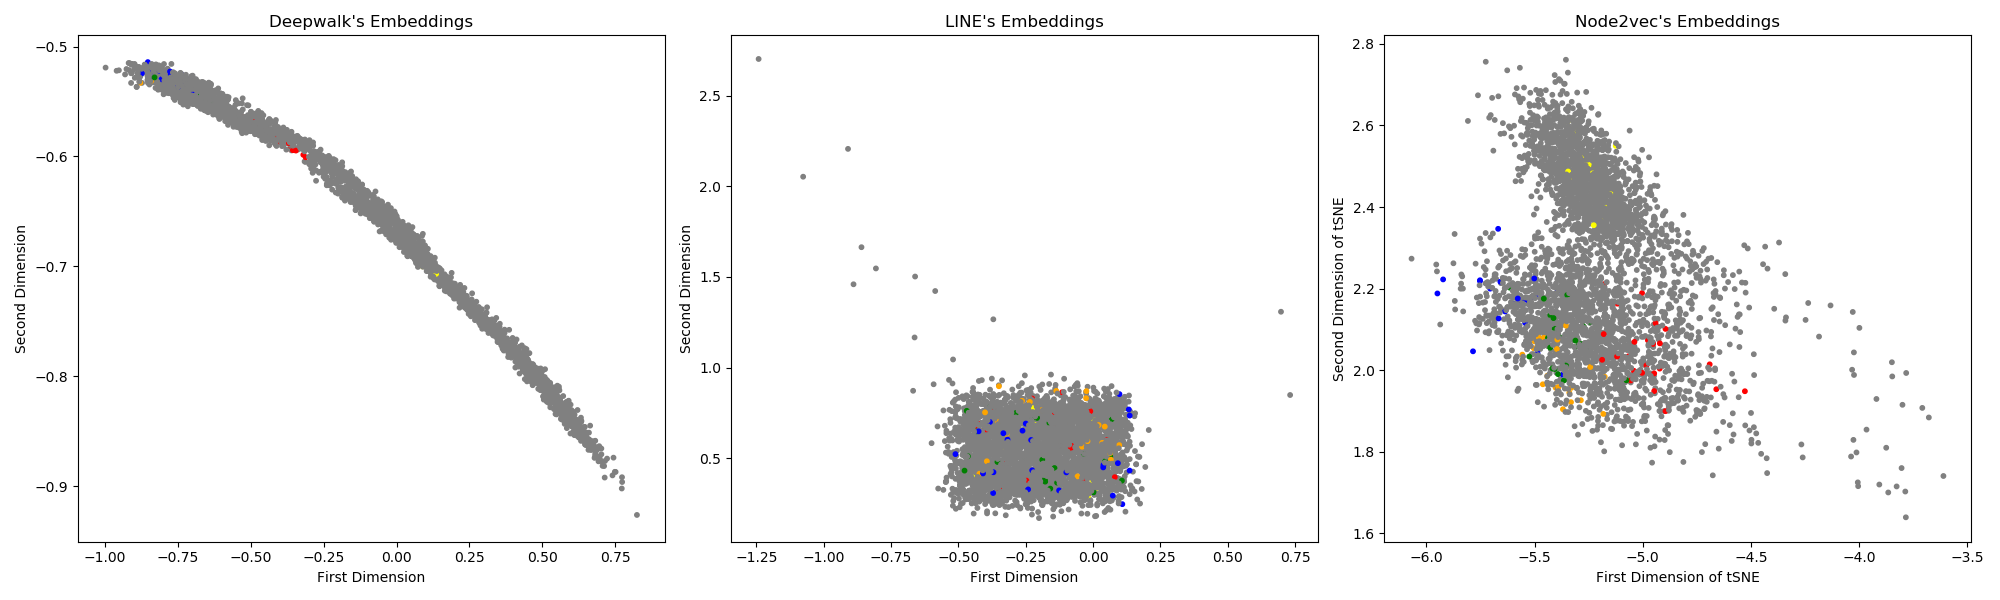 Deepwalk's Embeddings
−0.5
−0.6
−0.7
−0.8
−0.9
Second Dimension
−1.00 −0.75 −0.50 −0.25 0.00 0.25 0.50 0.75
First Dimension
LINE's Embeddings
2.5
2.0
1.5
1.0
0.5
Second Dimension
−1.25 −1.00 −0.75 −0.50 −0.25 0.00 0.25 0.50 0.75
First Dimension
Node2vec's Embeddings
2.8
2.6
2.4
2.2
2.0
1.8
1.6
Second Dimension of tSNE
−6.0 −5.5 −5.0 −4.5 −4.0 −3.5
First Dimension of tSNE